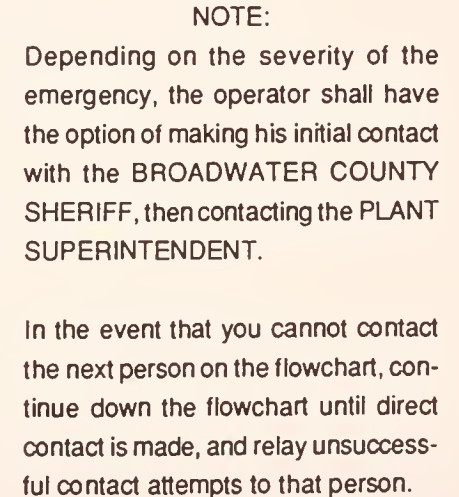 NOTE:
Depending on the severity of the
emergency, the operator shall have
the option of making his initial contact
with the BROADWATER COUNTY
SHERIFF, then contacting the PLANT
SUPERINTENDENT.
In the event that you cannot contact
the next person on the flowchart, con-
tinue down the flowchart until direct
contact is made, and relay unsuccess-
ful contact attempts to that person.